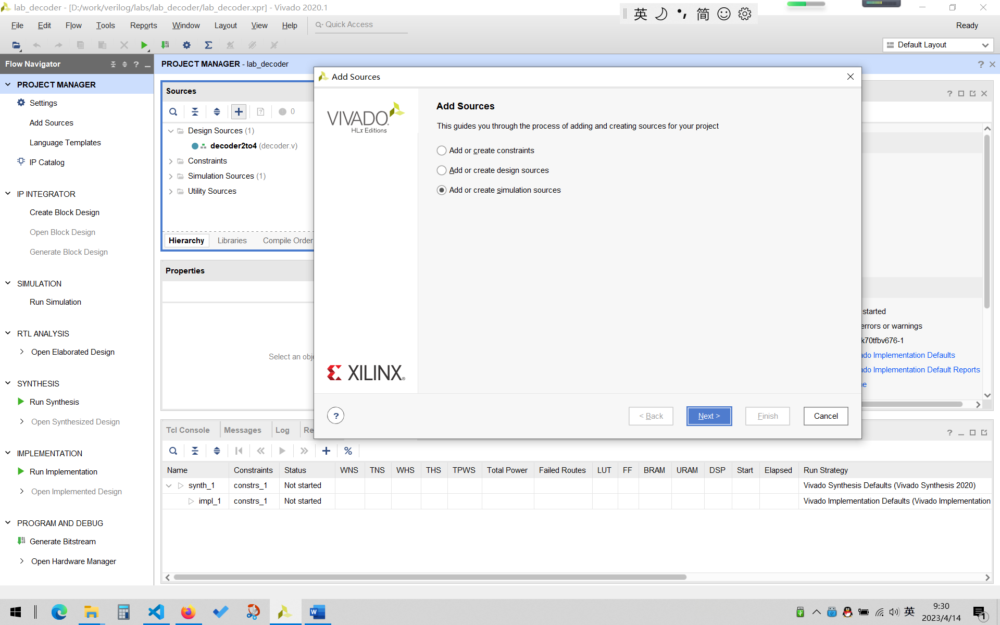 lab_decoder - [D:/work/verilog/labs/lab_decoder/lab_decoder.xpr] - Vivado 2020.1
英 简
File Edit Flow Tools Reports Window Layout View Help Quick Access
Ready
Default Layout
Flow Navigator
PROJECT MANAGER - lab_decoder
PROJECT MANAGER
Settings
Add Sources
Language Templates
IP Catalog
IP INTEGRATOR
Create Block Design
Open Block Design
Generate Block Design
SIMULATION
Run Simulation
RTL ANALYSIS
Open Elaborated Design
SYNTHESIS
Run Synthesis
Open Synthesized Design
IMPLEMENTATION
Run Implementation
Open Implemented Design
PROGRAM AND DEBUG
Generate Bitstream
Open Hardware Manager
Sources
0
Design Sources (1)
decoder2to4 (decoder.v)
Constraints
Simulation Sources (1)
Utility Sources
Hierarchy Libraries Compile Order
Properties
Select an obje
Add Sources
VIVADO
HLx Editions
XILINX
Add Sources
This guides you through the process of adding and creating sources for your project
Add or create constraints
Add or create design sources
Add or create simulation sources
? < Back Next > Finish Cancel
started
errors or warnings
k70tfbv676-1
ado Implementation Defaults
ado Implementation Default Reports
e
Tcl Console Messages Log Re
Name Constraints Status WNS TNS WHS THS TPWS Total Power Failed Routes LUT FF BRAM URAM DSP Start Elapsed Run Strategy
synth_1 constrs_1 Not started Vivado Synthesis Defaults (Vivado Synthesis 2020)
impl_1 constrs_1 Not started Vivado Implementation Defaults (Vivado Implementation
英
9:30
2023/4/14
1